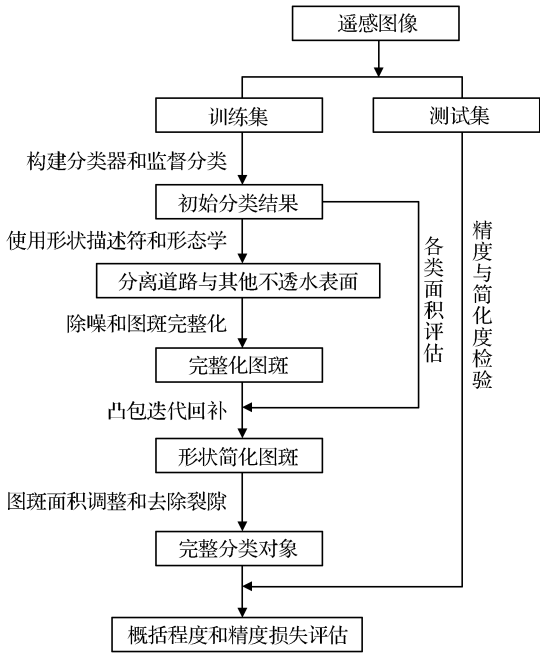 遥感图像
训练集
测试集
构建分类器和监督分类
初始分类结果
使用形状描述符和形态学
分离道路与其他不透水表面
各类面积评估
精度与简化度检验
除噪和图斑完整化
完整化图斑
凸包迭代回补
形状简化图斑
图斑面积调整和去除裂隙
完整分类对象
概括程度和精度损失评估